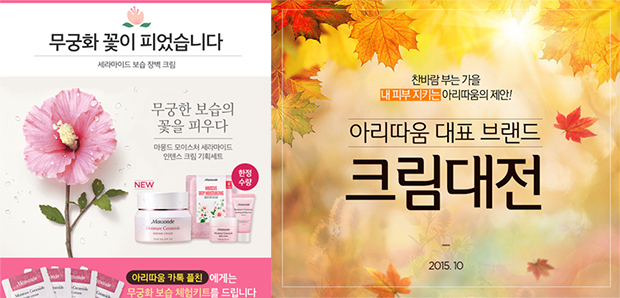 무궁화 꽃이 피었습니다
세라마이드 보습 장벽 크림
무궁한 보습의
꽃을 피우다
마몽드 모이스처 세라마이드
인텐스 크림 기획세트
한정
수량
NEW
Mamonde
Moisture Ceramide
Mamonde
HIBISCUS
DEEP MOISTURIZING
아리따움 카톡 플친 에게는
무궁화 보습 체험키트를 드립니다
찬바람 부는 가을
내 피부 지키는 아리따움의 제안!
아리따움 대표 브랜드
크림대전
2015. 10